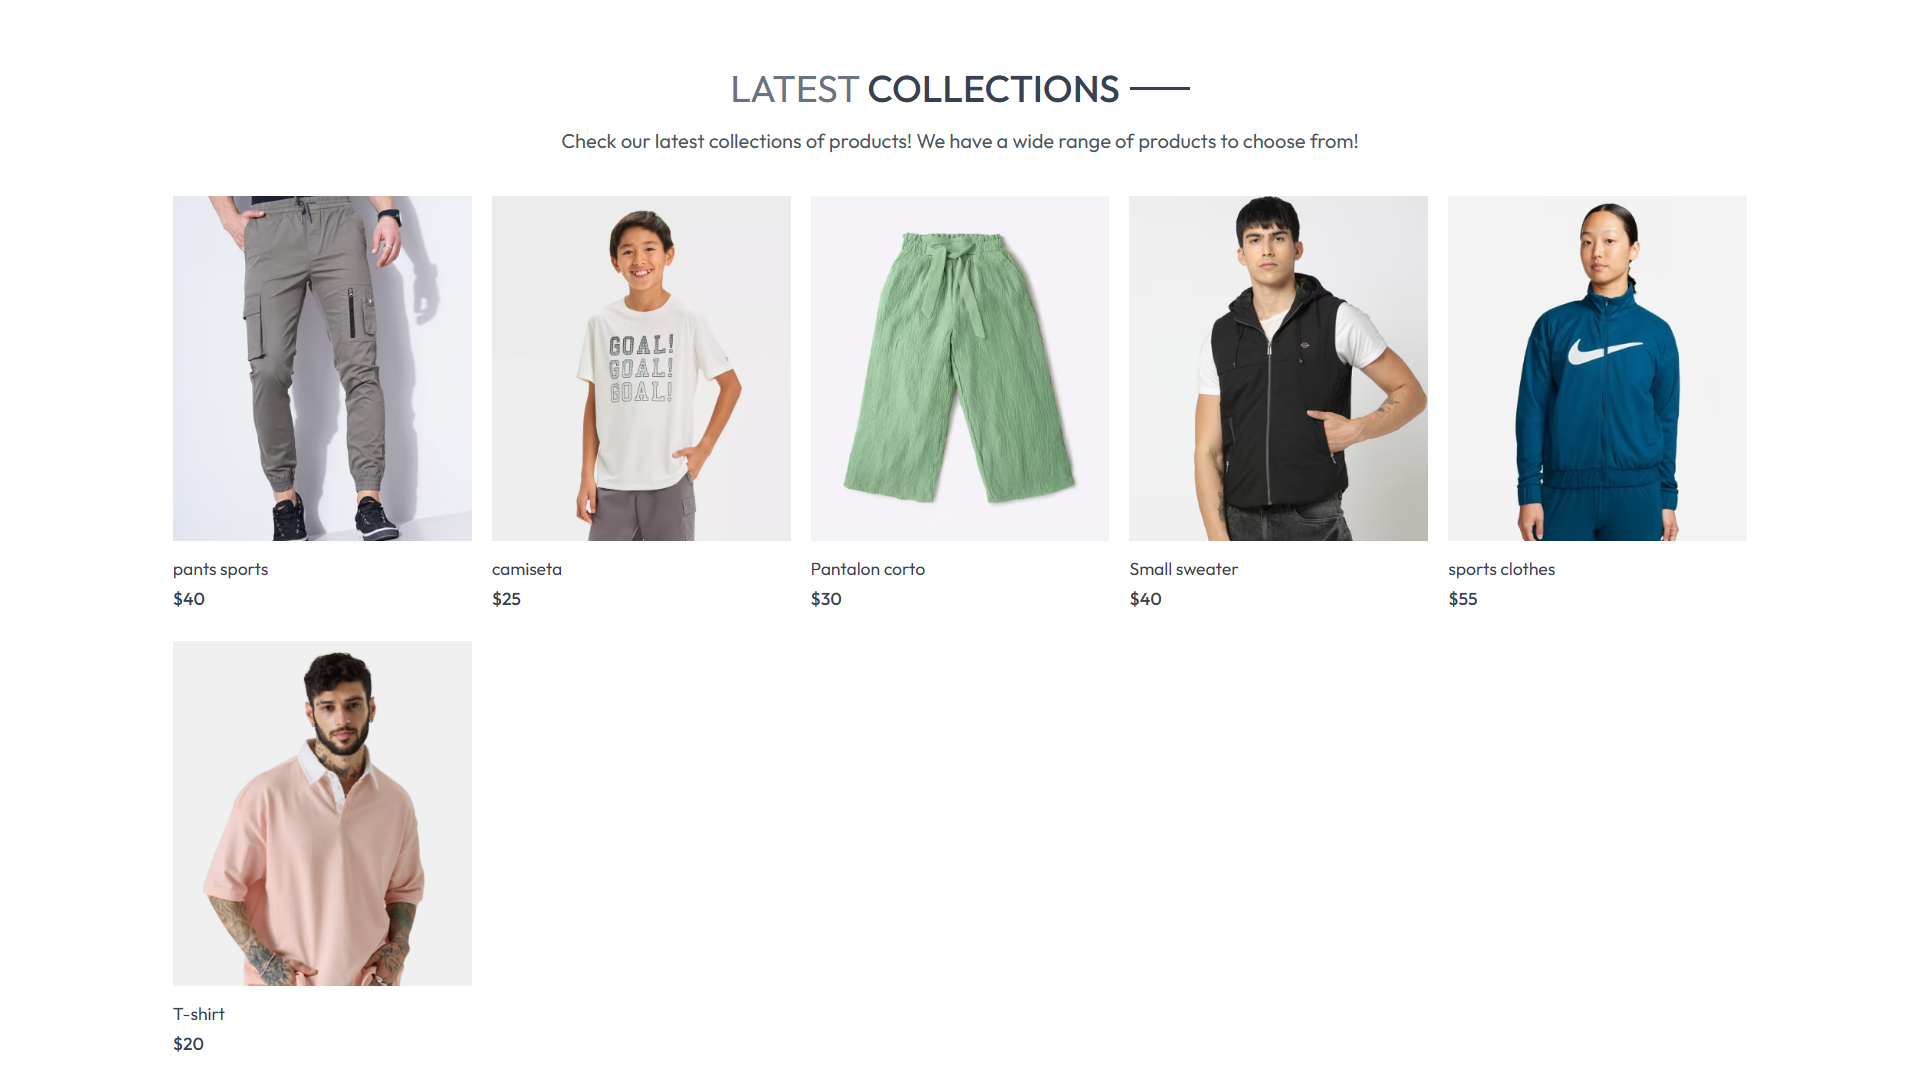 LATEST COLLECTIONS
Check our latest collections of products! We have a wide range of products to choose from!
GOAL!
GOAL!
GOAL!
pants sports
$40
camiseta
$25
Pantalon corto
$30
Small sweater
$40
sports clothes
$55
T-shirt
$20